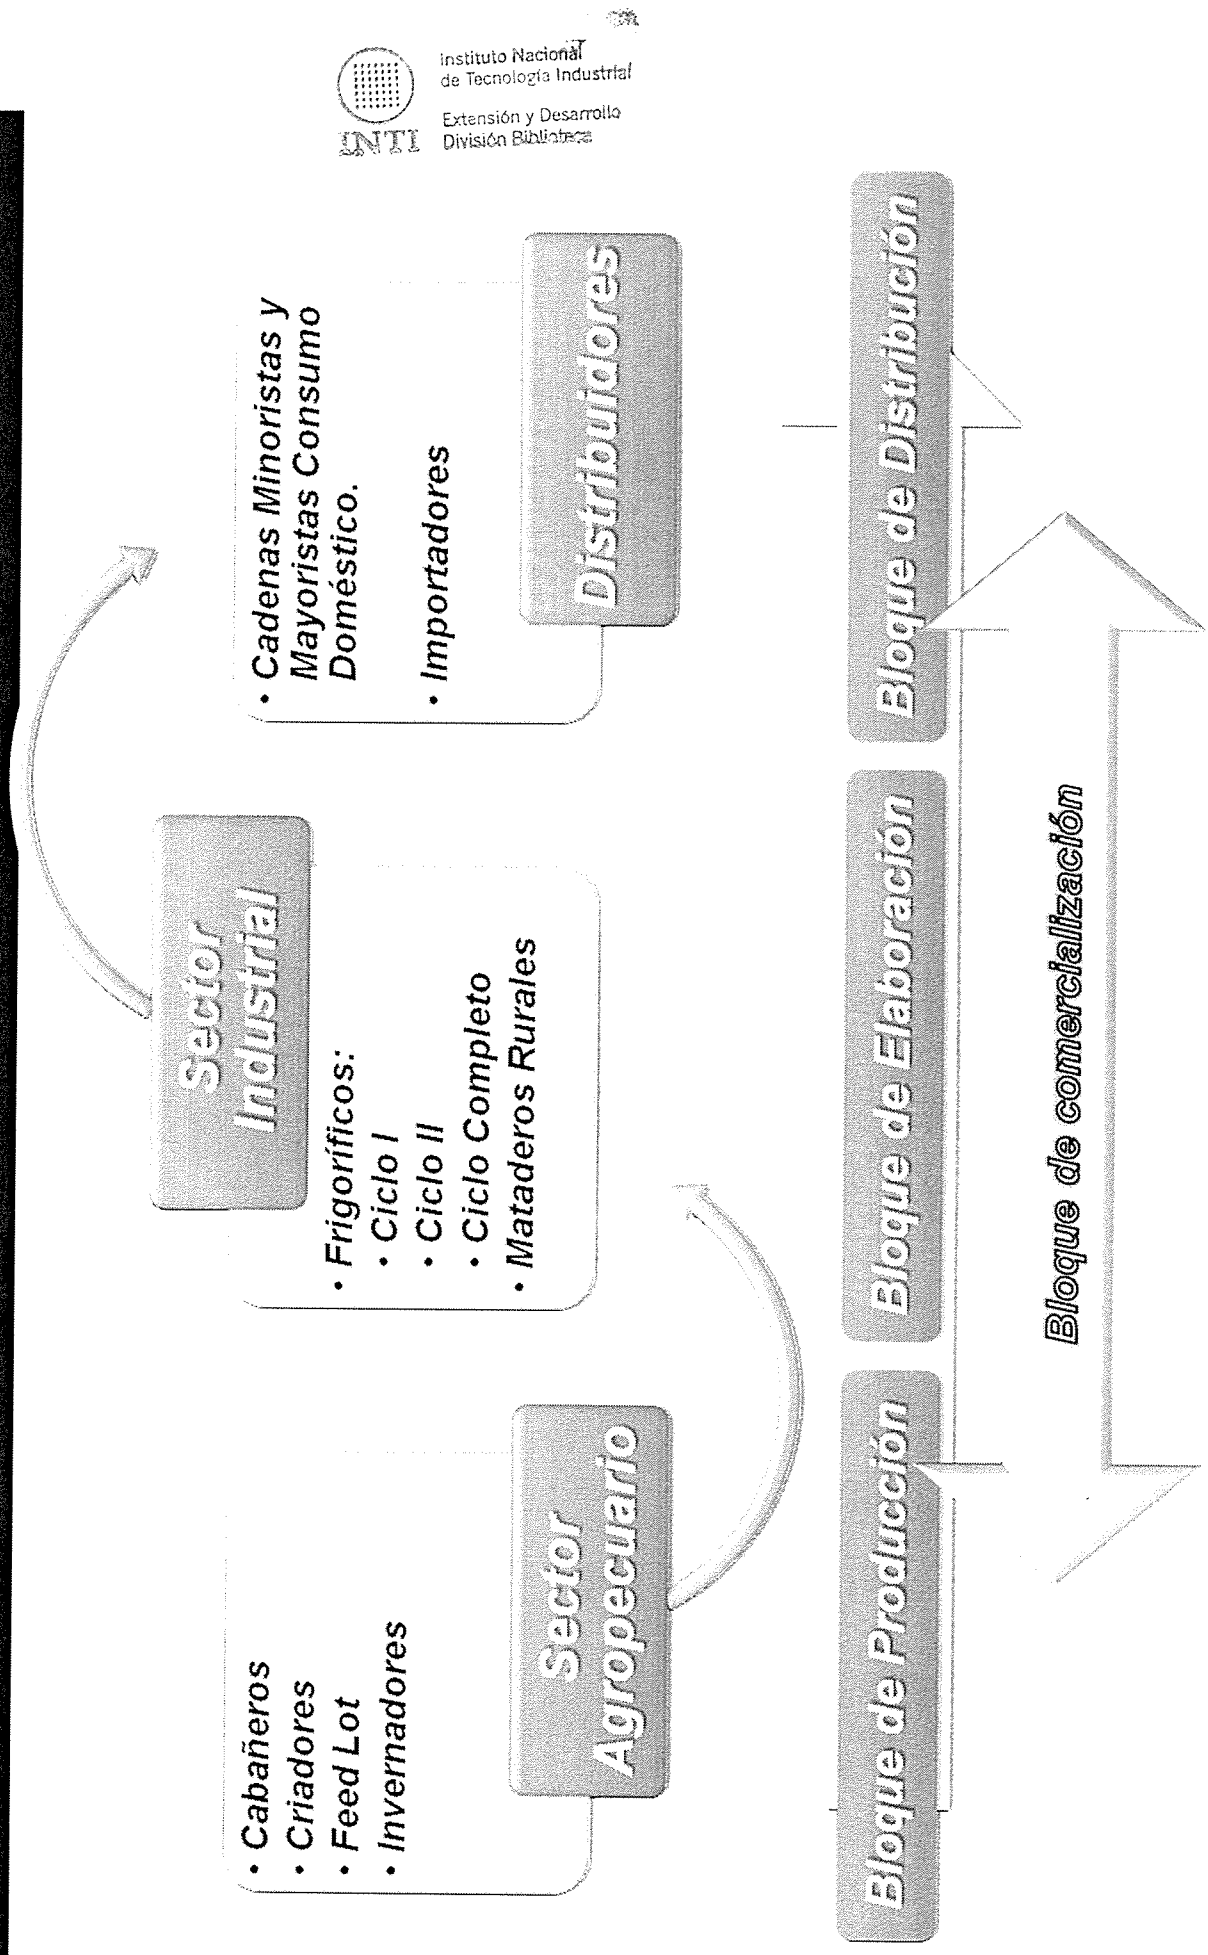 Instituto Nacional
de Tecnología Industrial
Extensión y Desarrollo
División Biblioteca
INTI
• Cabañeros
• Criadores
• Feed Lot
• Invernadores
Sector
Agropecuario
Sector
Industrial
• Frigoríficos:
• Ciclo I
• Ciclo II
• Ciclo Completo
• Mataderos Rurales
• Cadenas Minoristas y
Mayoristas Consumo
Doméstico.
• Importadores
Distribuidores
Bloque de Producción
Bloque de Elaboración
Bloque de Distribución
Bloque de comercialización